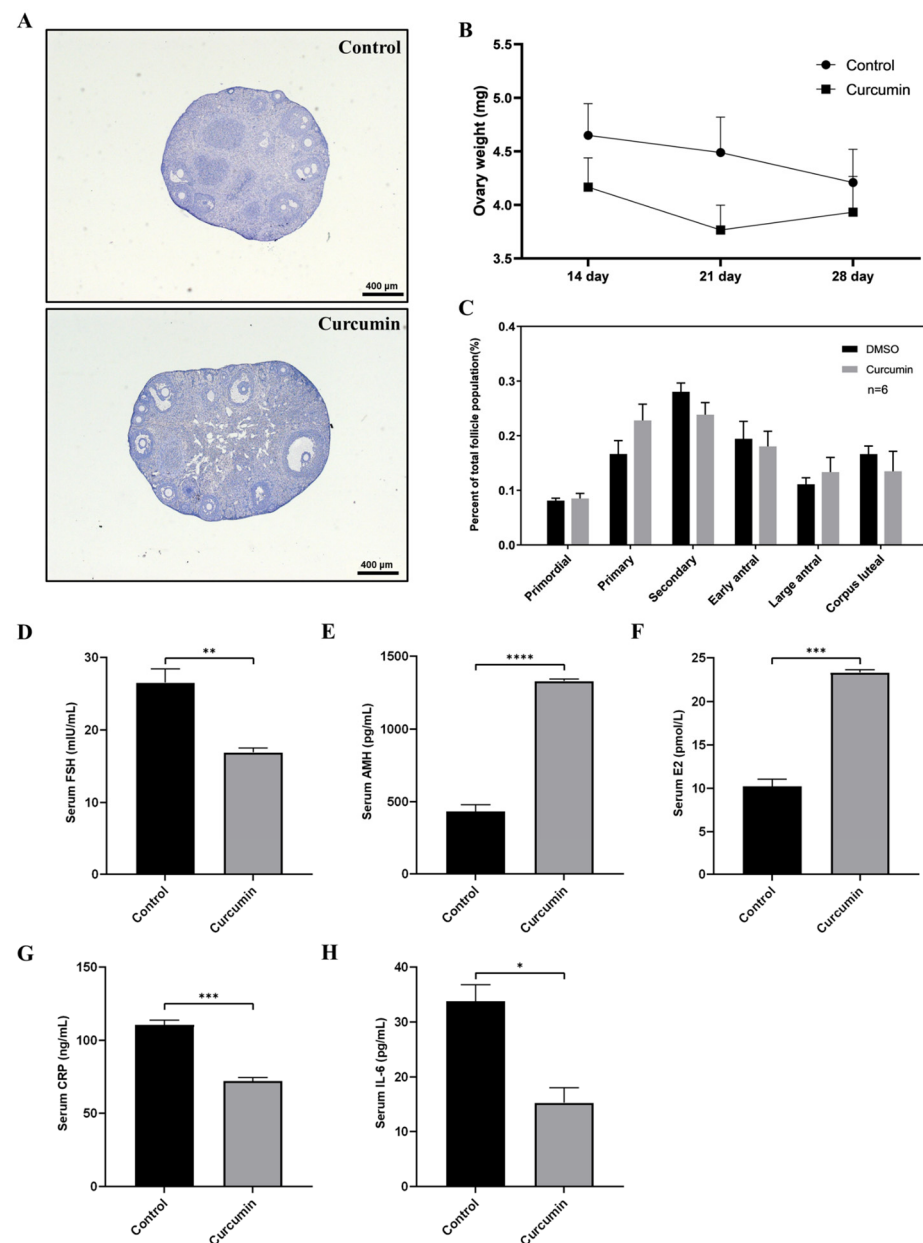 A
Control
400 µm
Curcumin
400 µm
B
Ovary weight (mg)
5.5
5.0
4.5
4.0
3.5
14 day
21 day
28 day
Control
Curcumin
C
Percent of total follicle population(%)
0.4
0.3
0.2
0.1
0.0
DMSO
Curcumin
n=6
Primordial
Primary
Secondary
Early antral
Large antral
Corpus luteal
D
Serum FSH (mIU/mL)
30
20
10
0
**
Control
Curcumin
E
Serum AMH (pg/mL)
1500
1000
500
0
****
Control
Curcumin
F
Serum E2 (pmol/L)
25
20
15
10
5
0
***
Control
Curcumin
G
Serum CRP (ng/mL)
150
100
50
0
***
Control
Curcumin
H
Serum IL-6 (pg/mL)
40
30
20
10
0
*
Control
Curcumin